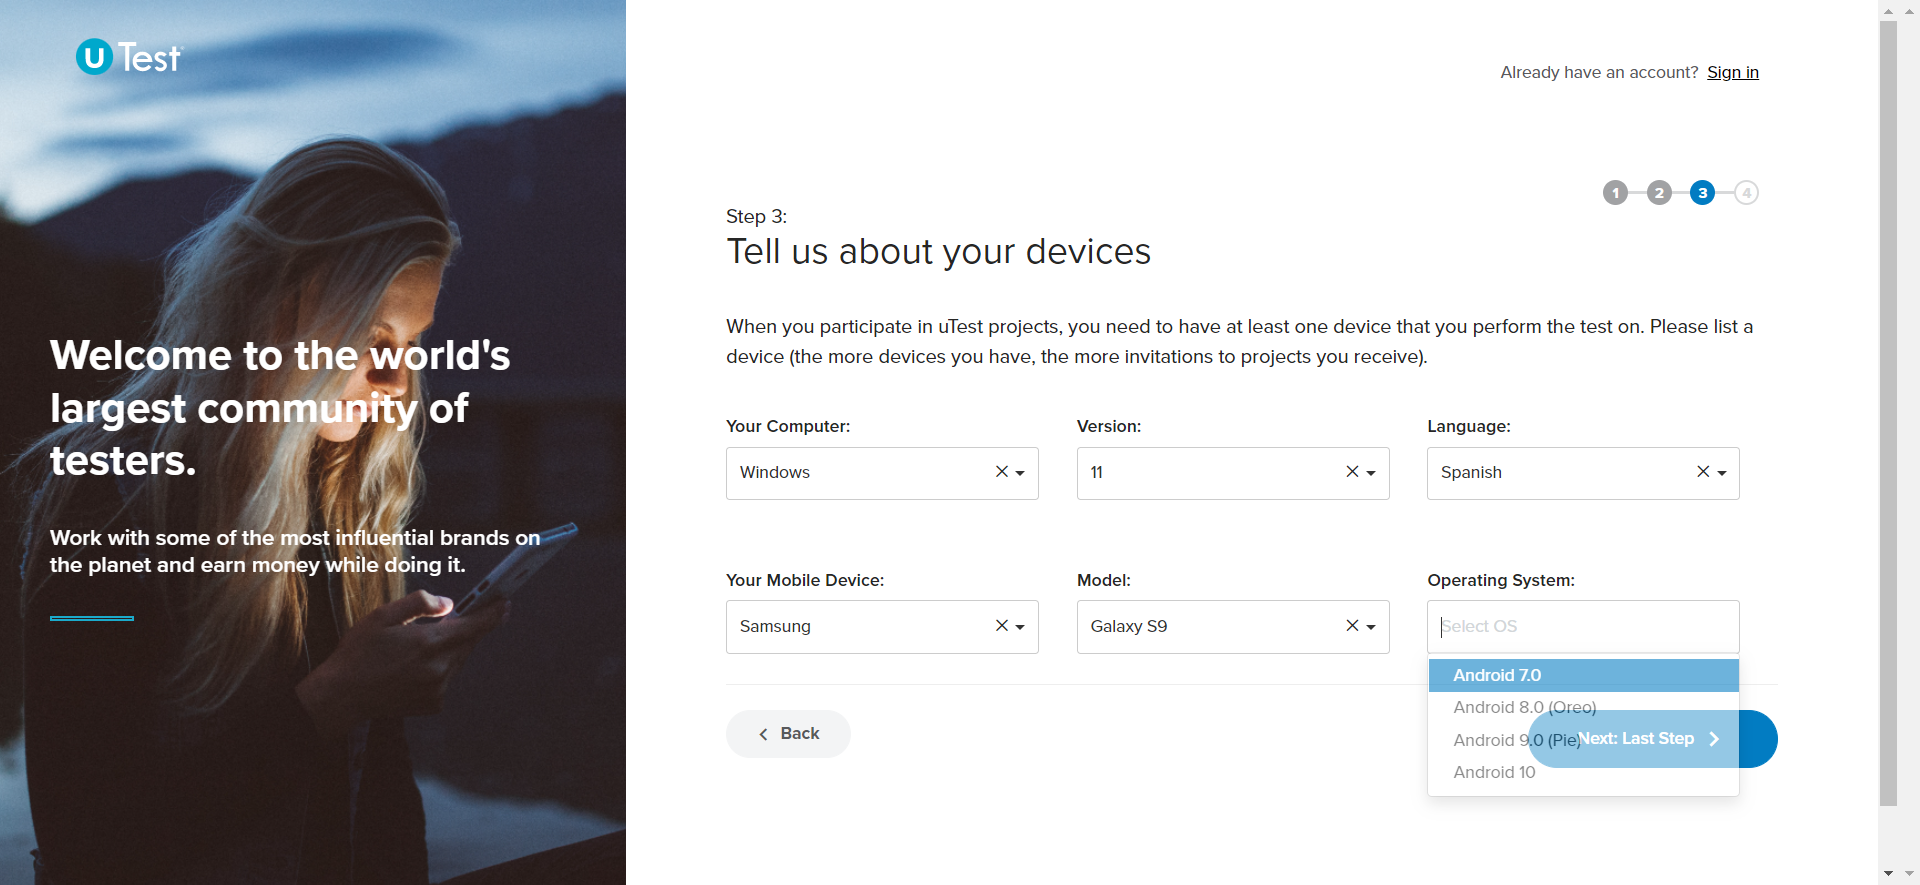 U Test
Already have an account? Sign in
1 2 3 4
Step 3:
Tell us about your devices
When you participate in uTest projects, you need to have at least one device that you perform the test on. Please list a
device (the more devices you have, the more invitations to projects you receive).
Welcome to the world's
largest community of
testers.
Work with some of the most influential brands on
the planet and earn money while doing it.
Your Computer: Version: Language:
Windows 11 Spanish
Your Mobile Device: Model: Operating System:
Samsung Galaxy S9 Select OS
Android 7.0
Android 8.0 (Oreo)
Android 9.0 (Pie)
Android 10
Back
Next: Last Step